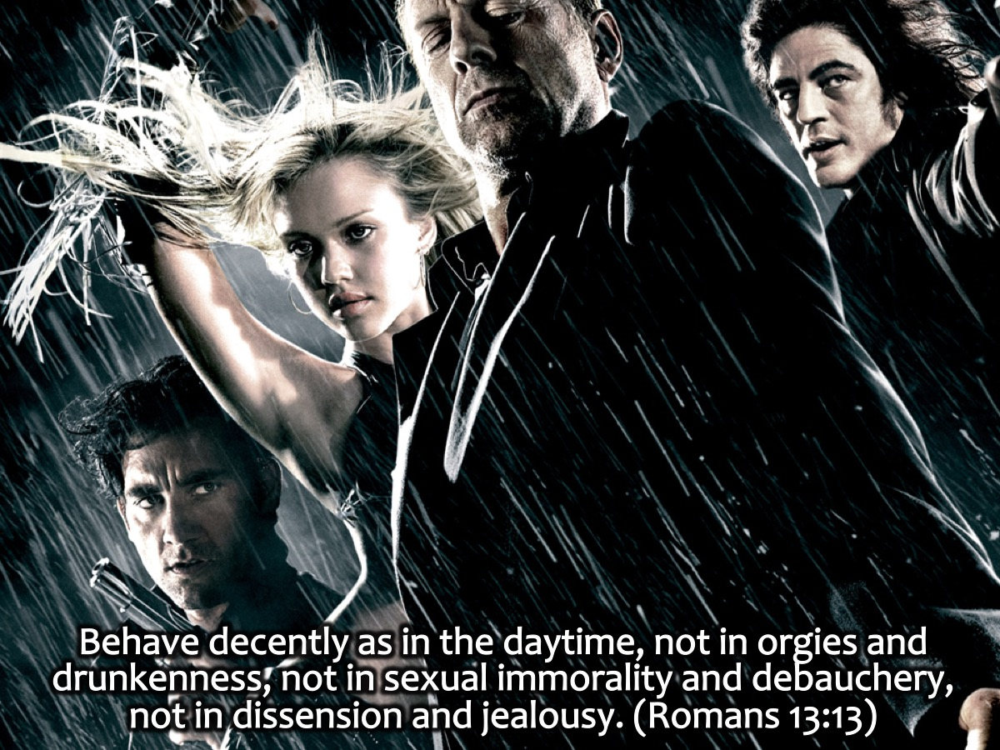 Behave decently as in the daytime, not in orgies and
drunkenness, not in sexual immorality and debauchery,
not in dissension and jealousy. (Romans 13:13)